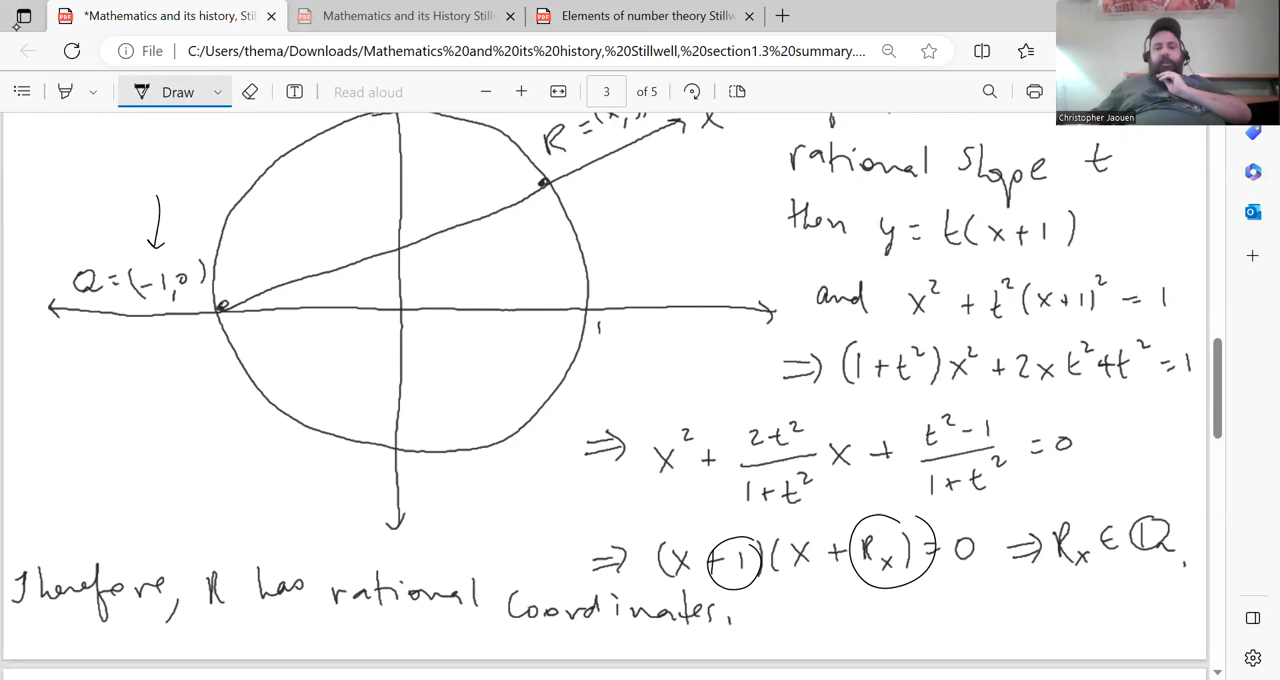 *Mathematics and its history, Stil
Mathematics and its History Still
Elements of number theory Stillw
File
C:/Users/thema/Downloads/Mathematics%20and%20its%20history,%20Stillwell,%20section1.3%20summary....
Draw
Read aloud
3 of 5
Christopher Jaouen
R = (x,
rational slope t
then y = t(x+1)
Q=(-1,0)
and x² + t²(x+1)² = 1
1
⇒ (1+t²)x² + 2xt²+t² = 1
⇒ x² + 2t²/(1+t²) x + (t²-1)/(1+t²) = 0
⇒ (x+1)(x+Rₓ) = 0 ⇒ Rₓ ∈ ℚ.
Therefore, R has rational coordinates.